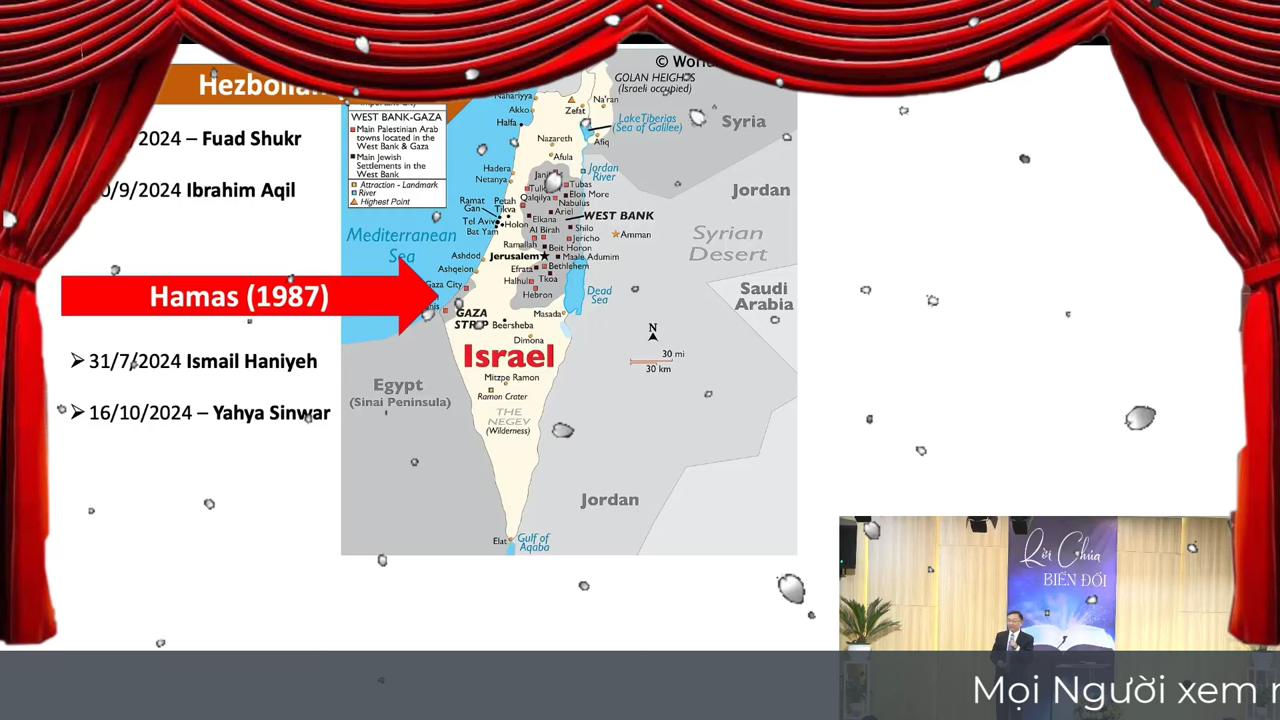 Hezbollah
© World
2024 – Fuad Shukr
0/9/2024 Ibrahim Aqil
Hamas (1987)
31/7/2024 Ismail Haniyeh
16/10/2024 – Yahya Sinwar
WEST BANK-GAZA
Main Palestinian Arab
towns located in the
West Bank & Gaza
Main Jewish
Settlements in the
West Bank
Attraction - Landmark
River
Highest Point
GOLAN HEIGHTS
(Israeli occupied)
Nahariyya
Na'ran
Akko
Zefat
Haifa
Lake Tiberias
(Sea of Galilee)
Syria
Nazareth
Afiq
Afula
Hadera
Jordan
River
Netanya
Tubas
Jordan
Elon More
Qalqilya
Nabulus
Ramat
Gan
Petah
Tikva
Ariel
WEST BANK
Tel Aviv
Holon
Elkana
Shilo
Bat Yam
Al Birah
Jericho
Amman
Mediterranean
Sea
Ramallah
Beit Horon
Syrian
Desert
Ashdod
Jerusalem
Maale Adumim
Ashqelon
Efrata
Bethlehem
Gaza City
Halhul
Tkoa
Hebron
Dead
Sea
Saudi
Arabia
GAZA
STRIP
Beersheba
Masada
N
Dimona
Israel
30 mi
30 km
Mitzpe Ramon
Egypt
(Sinai Peninsula)
Ramon Crater
THE
NEGEV
(Wilderness)
Jordan
Elat
Gulf of
Aqaba
Lời Chúa
BIẾN ĐỔI
Mọi Người xem